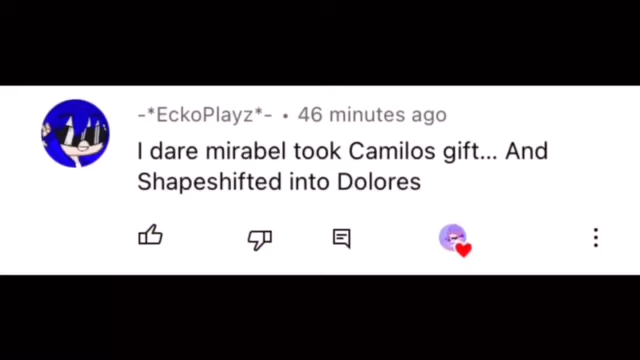 -*EckoPlayz*- • 46 minutes ago
I dare mirabel took Camilos gift... And
Shapeshifted into Dolores